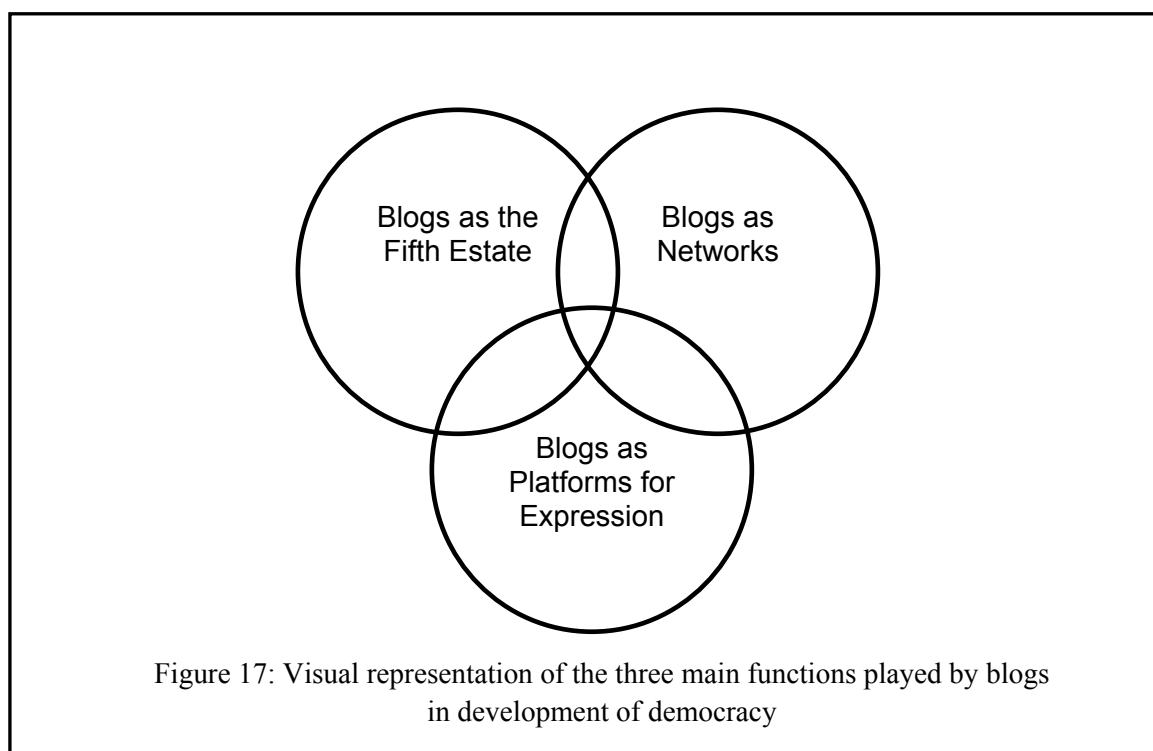 Blogs as the
Fifth Estate
Blogs as
Networks
Blogs as
Platforms for
Expression
Figure 17: Visual representation of the three main functions played by blogs
in development of democracy